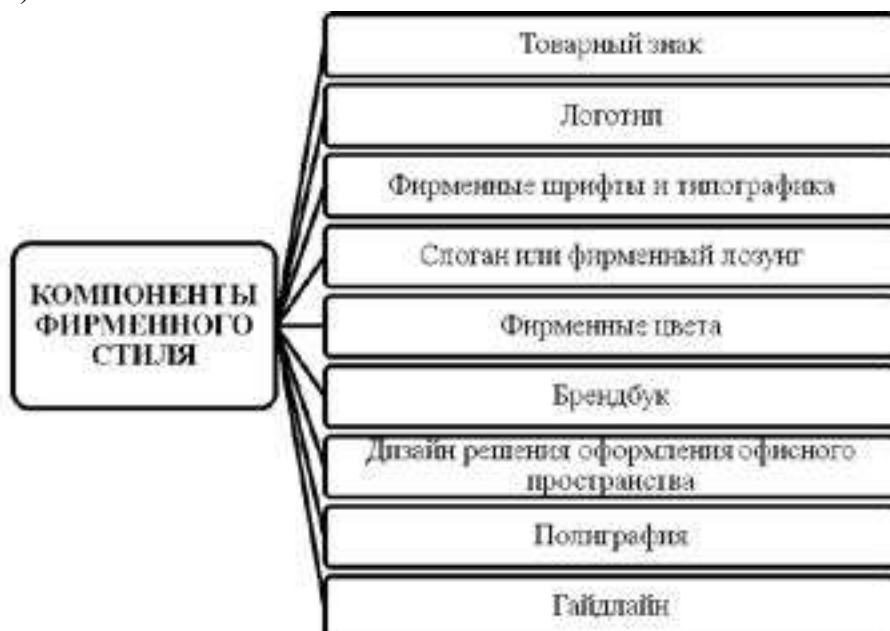 Товарный знак
Логотип
Фирменные шрифты и типографика
Слоган или фирменный лозунг
КОМПОНЕНТЫ
ФИРМЕННОГО
СТИЛЯ
Фирменные цвета
Брендбук
Дизайн решения оформления офисного
пространства
Полиграфия
Гайдлайн